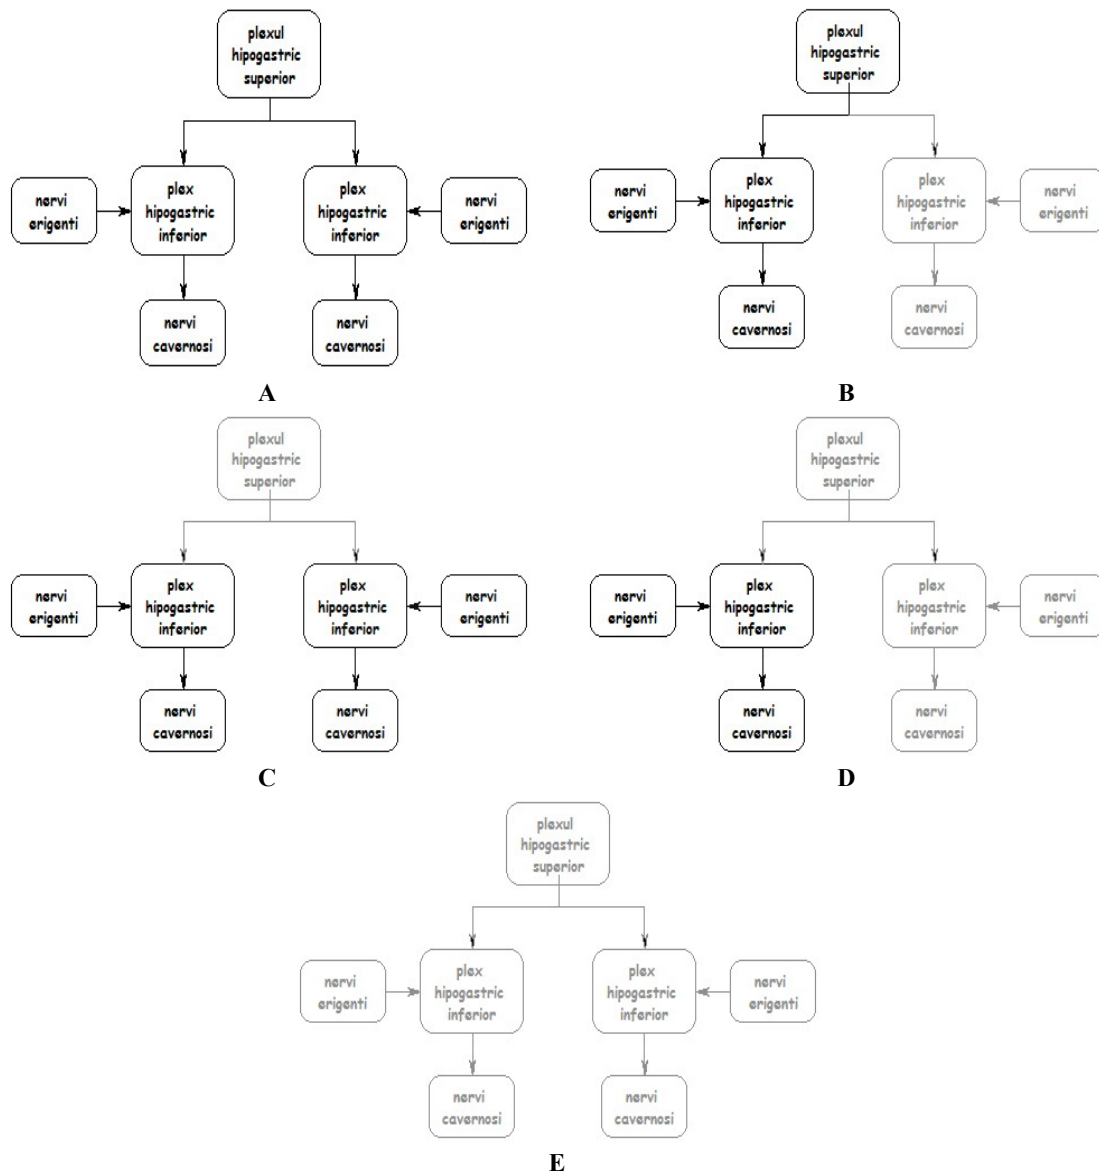 plexul
hipogastric
superior
nervi
erigenti
plex
hipogastric
inferior
plex
hipogastric
inferior
nervi
erigenti
nervi
cavernosi
nervi
cavernosi
A
plexul
hipogastric
superior
nervi
erigenti
plex
hipogastric
inferior
plex
hipogastric
inferior
nervi
erigenti
nervi
cavernosi
nervi
cavernosi
B
plexul
hipogastric
superior
nervi
erigenti
plex
hipogastric
inferior
plex
hipogastric
inferior
nervi
erigenti
nervi
cavernosi
nervi
cavernosi
C
plexul
hipogastric
superior
nervi
erigenti
plex
hipogastric
inferior
plex
hipogastric
inferior
nervi
erigenti
nervi
cavernosi
nervi
cavernosi
D
plexul
hipogastric
superior
nervi
erigenti
plex
hipogastric
inferior
plex
hipogastric
inferior
nervi
erigenti
nervi
cavernosi
nervi
cavernosi
E